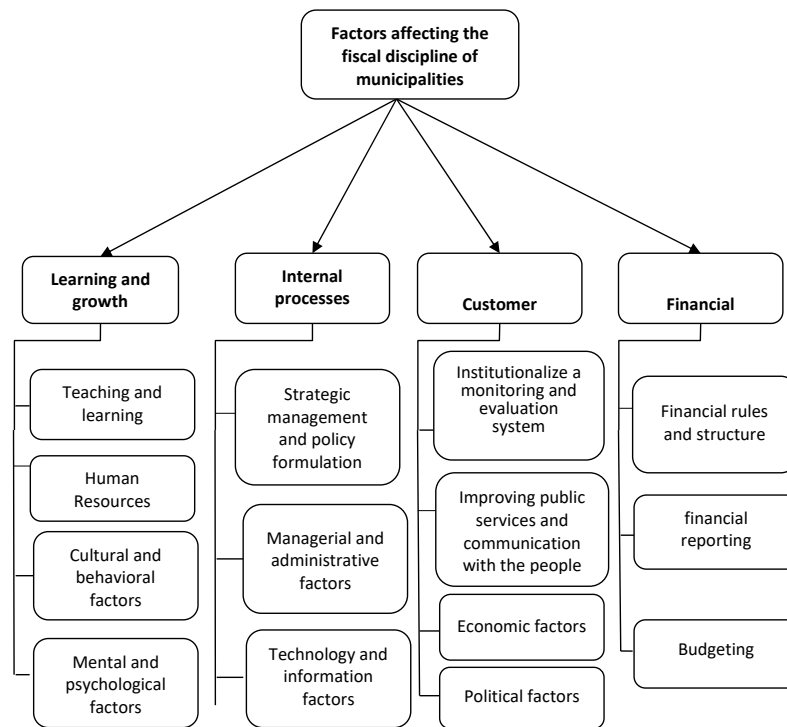 Factors affecting the
fiscal discipline of
municipalities
Learning and
growth
Internal
processes
Customer
Financial
Teaching and
learning
Human
Resources
Cultural and
behavioral
factors
Mental and
psychological
factors
Strategic
management
and policy
formulation
Managerial and
administrative
factors
Technology and
information
factors
Institutionalize a
monitoring and
evaluation
system
Improving public
services and
communication
with the people
Economic factors
Political factors
Financial rules
and structure
financial
reporting
Budgeting